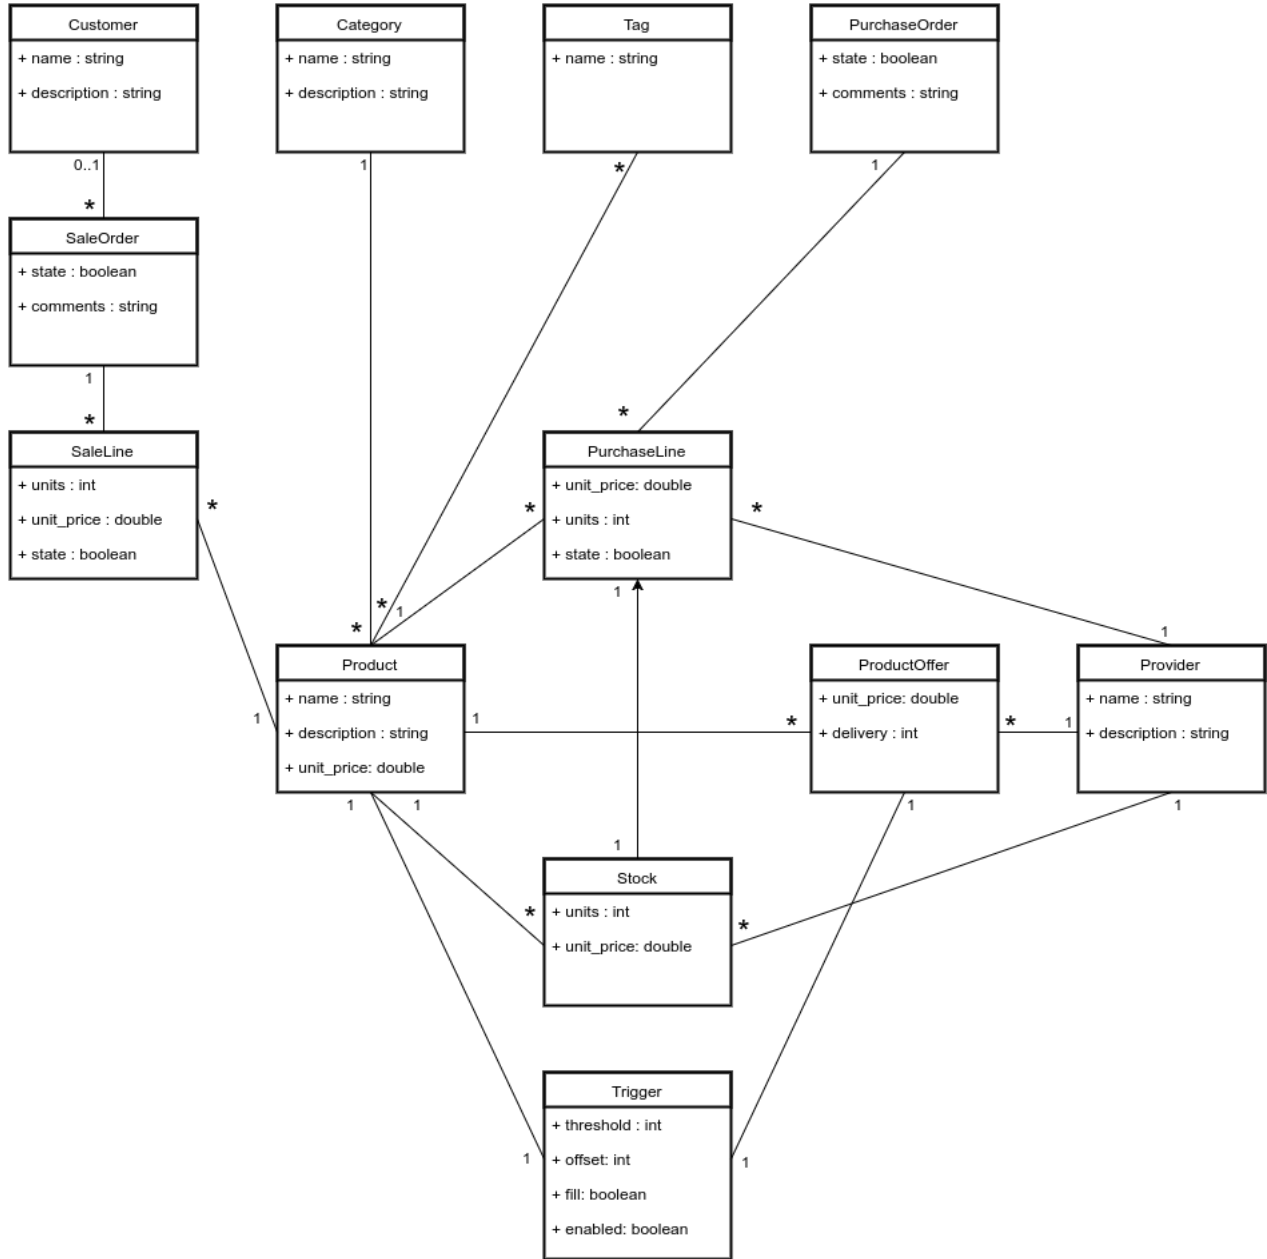 Customer
+ name : string
+ description : string
Category
+ name : string
+ description : string
Tag
+ name : string
PurchaseOrder
+ state : boolean
+ comments : string
0..1
1
*
1
*
SaleOrder
+ state : boolean
+ comments : string
1
*
*
SaleLine
+ units : int
+ unit_price : double
+ state : boolean
*
PurchaseLine
+ unit_price: double
+ units : int
+ state : boolean
*
*
1
*
1
*
1
Product
+ name : string
+ description : string
+ unit_price: double
1
1
*
ProductOffer
+ unit_price: double
+ delivery : int
*
1
Provider
+ name : string
+ description : string
1
1
1
1
1
Stock
+ units : int
+ unit_price: double
*
*
Trigger
+ threshold : int
+ offset: int
+ fill: boolean
+ enabled: boolean
1
1